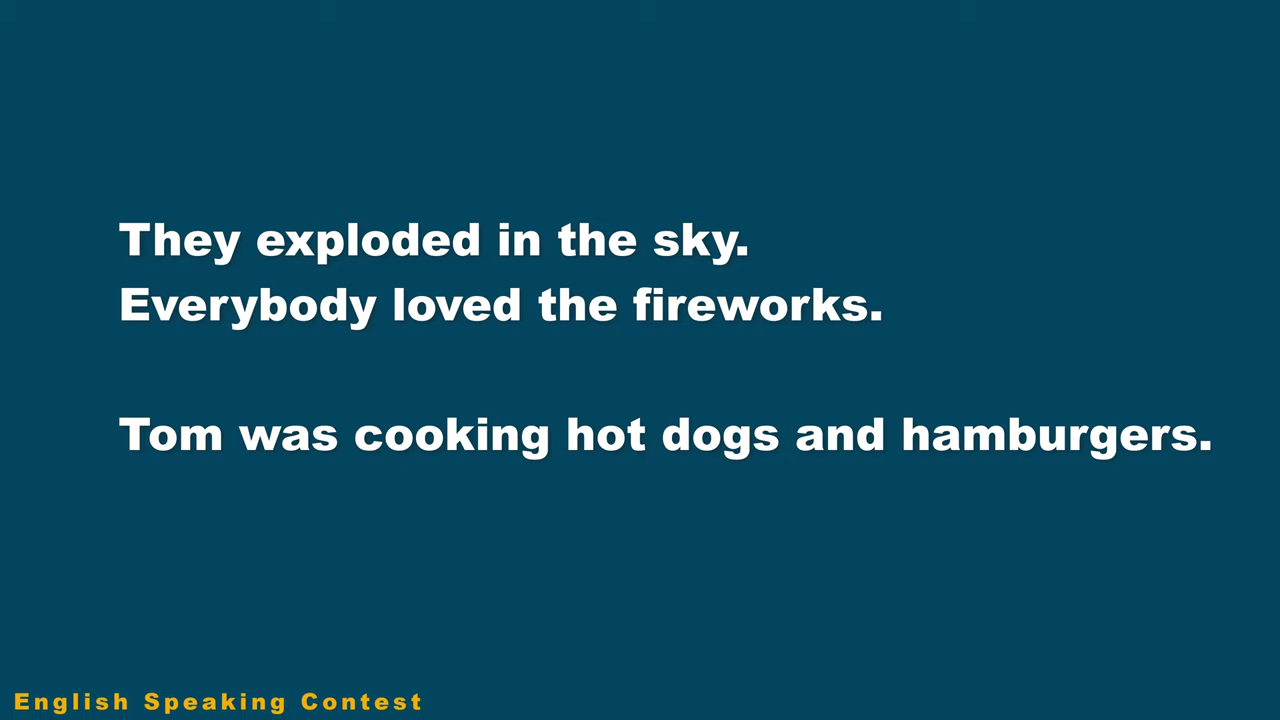 They exploded in the sky.
Everybody loved the fireworks.
Tom was cooking hot dogs and hamburgers.
English Speaking Contest